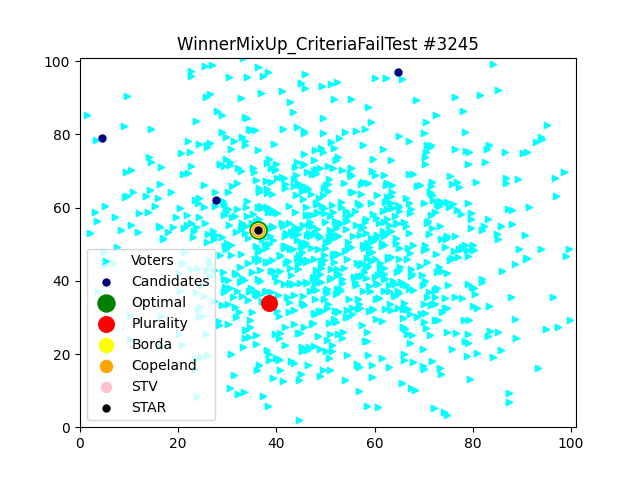 WinnerMixUp_CriteriaFailTest #3245
100
80
60
40
20
0
0 20 40 60 80 100
Voters
Candidates
Optimal
Plurality
Borda
Copeland
STV
STAR